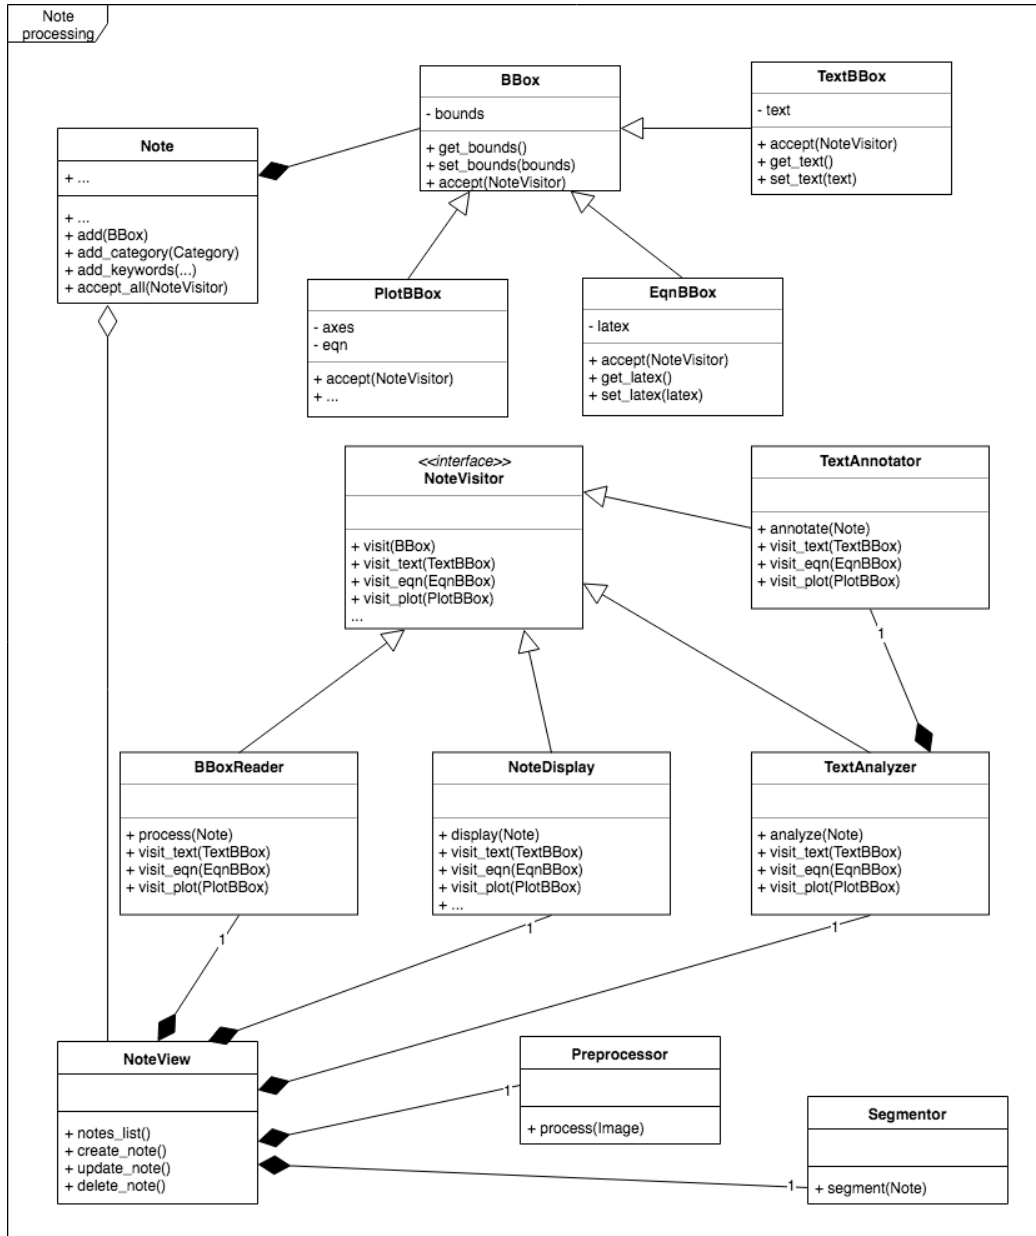 Note
processing
BBox
- bounds
+ get_bounds()
+ set_bounds(bounds)
+ accept(NoteVisitor)
TextBBox
- text
+ accept(NoteVisitor)
+ get_text()
+ set_text(text)
Note
+ ...
+ ...
+ add(BBox)
+ add_category(Category)
+ add_keywords(...)
+ accept_all(NoteVisitor)
PlotBBox
- axes
- eqn
+ accept(NoteVisitor)
+ ...
EqnBBox
- latex
+ accept(NoteVisitor)
+ get_latex()
+ set_latex(latex)
<<interface>>
NoteVisitor
+ visit(BBox)
+ visit_text(TextBBox)
+ visit_eqn(EqnBBox)
+ visit_plot(PlotBBox)
...
TextAnnotator
+ annotate(Note)
+ visit_text(TextBBox)
+ visit_eqn(EqnBBox)
+ visit_plot(PlotBBox)
1
BBoxReader
+ process(Note)
+ visit_text(TextBBox)
+ visit_eqn(EqnBBox)
+ visit_plot(PlotBBox)
1
NoteDisplay
+ display(Note)
+ visit_text(TextBBox)
+ visit_eqn(EqnBBox)
+ visit_plot(PlotBBox)
+ ...
1
TextAnalyzer
+ analyze(Note)
+ visit_text(TextBBox)
+ visit_eqn(EqnBBox)
+ visit_plot(PlotBBox)
1
NoteView
+ notes_list()
+ create_note()
+ update_note()
+ delete_note()
1
Preprocessor
+ process(Image)
1
Segmentor
+ segment(Note)